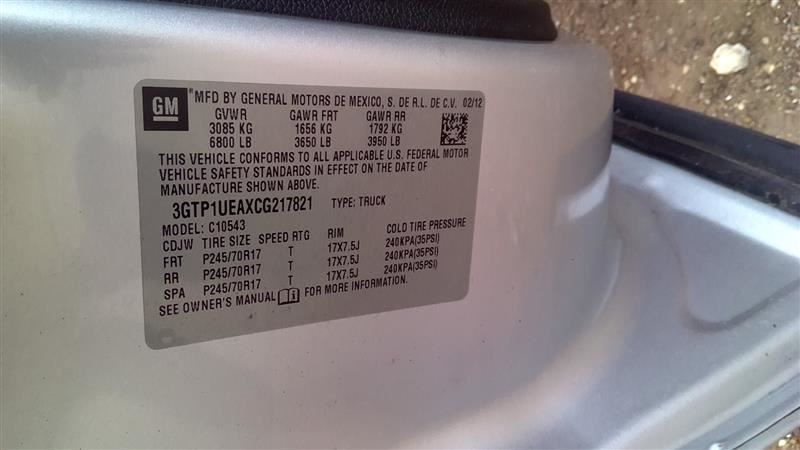 GM
MFD BY GENERAL MOTORS DE MEXICO, S. DE R.L. DE C.V. 02/12
GVWR GAWR FRT GAWR RR
3085 KG 1656 KG 1792 KG
6800 LB 3650 LB 3950 LB
THIS VEHICLE CONFORMS TO ALL APPLICABLE U.S. FEDERAL MOTOR
VEHICLE SAFETY STANDARDS IN EFFECT ON THE DATE OF
MANUFACTURE SHOWN ABOVE.
3GTP1UEAXCG217821 TYPE: TRUCK
MODEL: C10543
CDJW TIRE SIZE SPEED RTG RIM COLD TIRE PRESSURE
FRT P245/70R17 T 17X7.5J 240KPA(35PSI)
RR P245/70R17 T 17X7.5J 240KPA(35PSI)
SPA P245/70R17 T 17X7.5J 240KPA(35PSI)
SEE OWNER'S MANUAL FOR MORE INFORMATION.